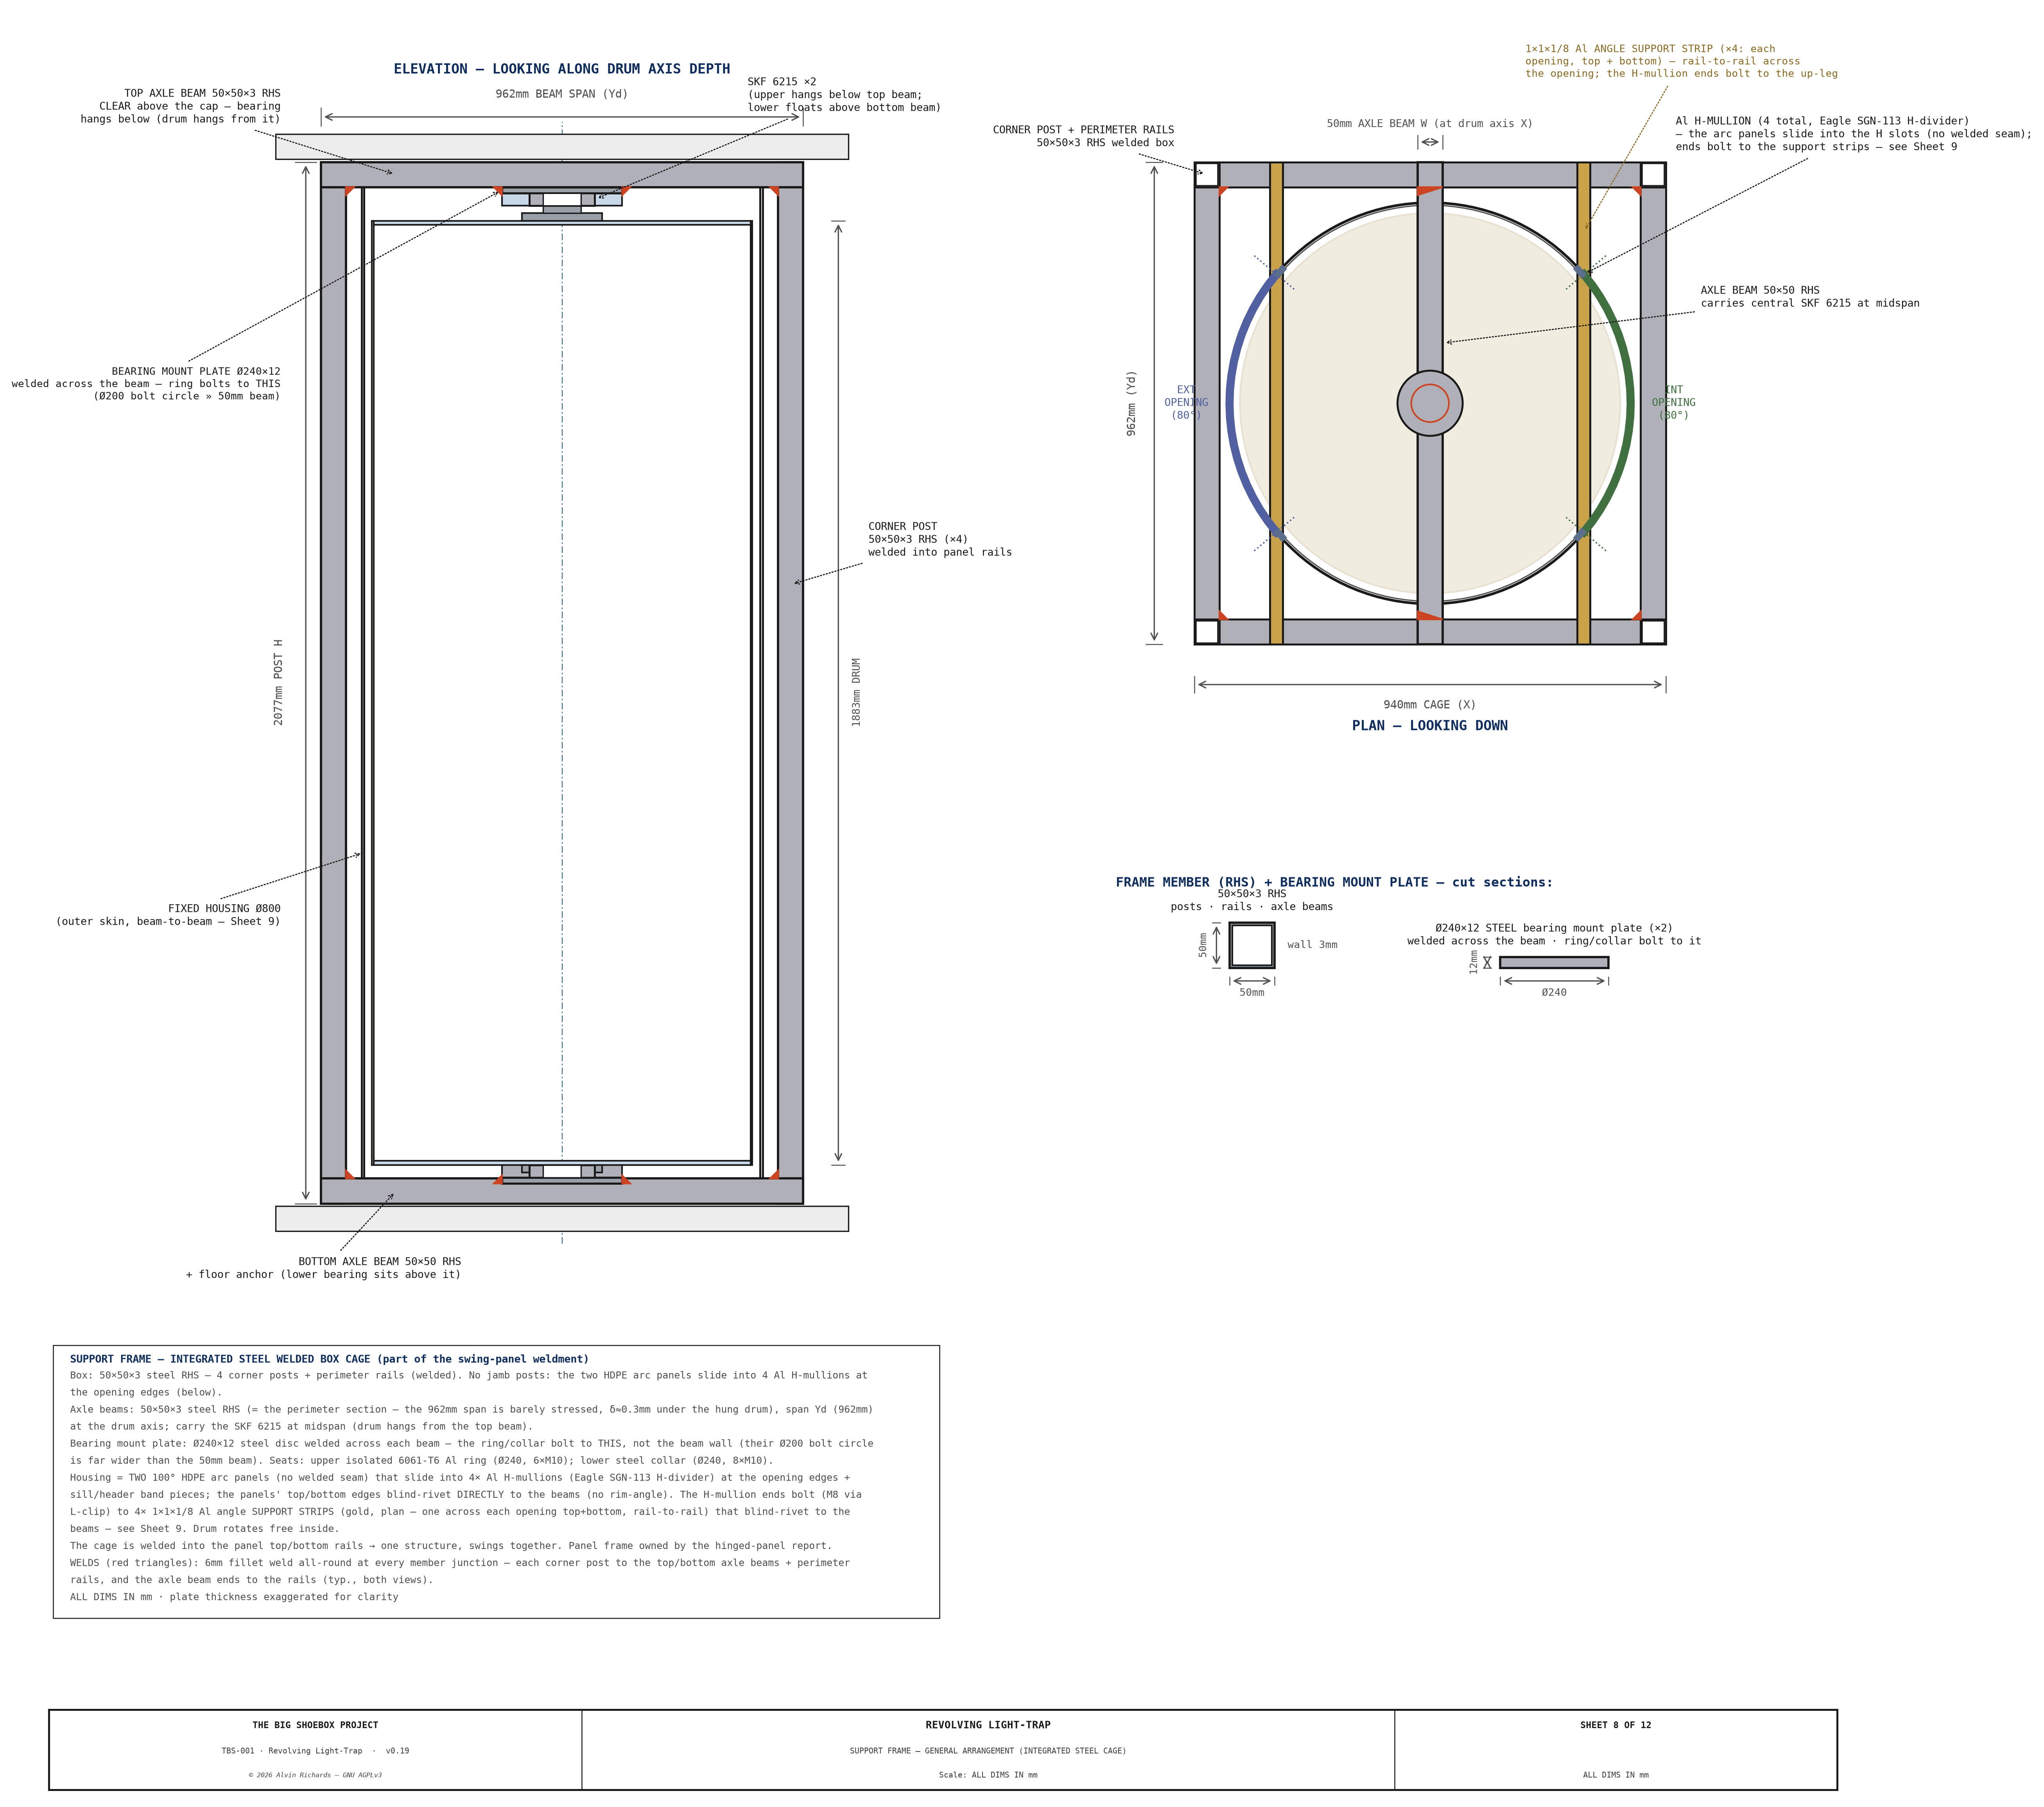 ELEVATION — LOOKING ALONG DRUM AXIS DEPTH
962mm BEAM SPAN (Yd)
TOP AXLE BEAM 50×50×3 RHS
CLEAR above the cap — bearing
hangs below (drum hangs from it)
SKF 6215 ×2
(upper hangs below top beam;
lower floats above bottom beam)
BEARING MOUNT PLATE Ø240×12
welded across the beam — ring bolts to THIS
(Ø200 bolt circle » 50mm beam)
CORNER POST
50×50×3 RHS (×4)
welded into panel rails
2077mm POST H
1883mm DRUM
FIXED HOUSING Ø800
(outer skin, beam-to-beam — Sheet 9)
BOTTOM AXLE BEAM 50×50 RHS
+ floor anchor (lower bearing sits above it)
1×1×1/8 Al ANGLE SUPPORT STRIP (×4: each
opening, top + bottom) — rail-to-rail across
the opening; the H-mullion ends bolt to the up-leg
CORNER POST + PERIMETER RAILS
50×50×3 RHS welded box
50mm AXLE BEAM W (at drum axis X)
Al H-MULLION (4 total, Eagle SGN-113 H-divider)
— the arc panels slide into the H slots (no welded seam);
ends bolt to the support strips — see Sheet 9
AXLE BEAM 50×50 RHS
carries central SKF 6215 at midspan
962mm (Yd)
EXT
OPENING
(80°)
INT
OPENING
(80°)
940mm CAGE (X)
PLAN — LOOKING DOWN
FRAME MEMBER (RHS) + BEARING MOUNT PLATE — cut sections:
50×50×3 RHS
posts · rails · axle beams
50mm
wall 3mm
50mm
Ø240×12 STEEL bearing mount plate (×2)
welded across the beam · ring/collar bolt to it
12mm
Ø240
SUPPORT FRAME — INTEGRATED STEEL WELDED BOX CAGE (part of the swing-panel weldment)
Box: 50×50×3 steel RHS — 4 corner posts + perimeter rails (welded). No jamb posts: the two HDPE arc panels slide into 4 Al H-mullions at
the opening edges (below).
Axle beams: 50×50×3 steel RHS (= the perimeter section — the 962mm span is barely stressed, δ≈0.3mm under the hung drum), span Yd (962mm)
at the drum axis; carry the SKF 6215 at midspan (drum hangs from the top beam).
Bearing mount plate: Ø240×12 steel disc welded across each beam — the ring/collar bolt to THIS, not the beam wall (their Ø200 bolt circle
is far wider than the 50mm beam). Seats: upper isolated 6061-T6 Al ring (Ø240, 6×M10); lower steel collar (Ø240, 8×M10).
Housing = TWO 100° HDPE arc panels (no welded seam) that slide into 4× Al H-mullions (Eagle SGN-113 H-divider) at the opening edges +
sill/header band pieces; the panels' top/bottom edges blind-rivet DIRECTLY to the beams (no rim-angle). The H-mullion ends bolt (M8 via
L-clip) to 4× 1×1×1/8 Al angle SUPPORT STRIPS (gold, plan — one across each opening top+bottom, rail-to-rail) that blind-rivet to the
beams — see Sheet 9. Drum rotates free inside.
The cage is welded into the panel top/bottom rails → one structure, swings together. Panel frame owned by the hinged-panel report.
WELDS (red triangles): 6mm fillet weld all-round at every member junction — each corner post to the top/bottom axle beams + perimeter
rails, and the axle beam ends to the rails (typ., both views).
ALL DIMS IN mm · plate thickness exaggerated for clarity
THE BIG SHOEBOX PROJECT
TBS-001 · Revolving Light-Trap · v0.19
© 2026 Alvin Richards — GNU AGPLv3
REVOLVING LIGHT-TRAP
SUPPORT FRAME — GENERAL ARRANGEMENT (INTEGRATED STEEL CAGE)
Scale: ALL DIMS IN mm
SHEET 8 OF 12
ALL DIMS IN mm